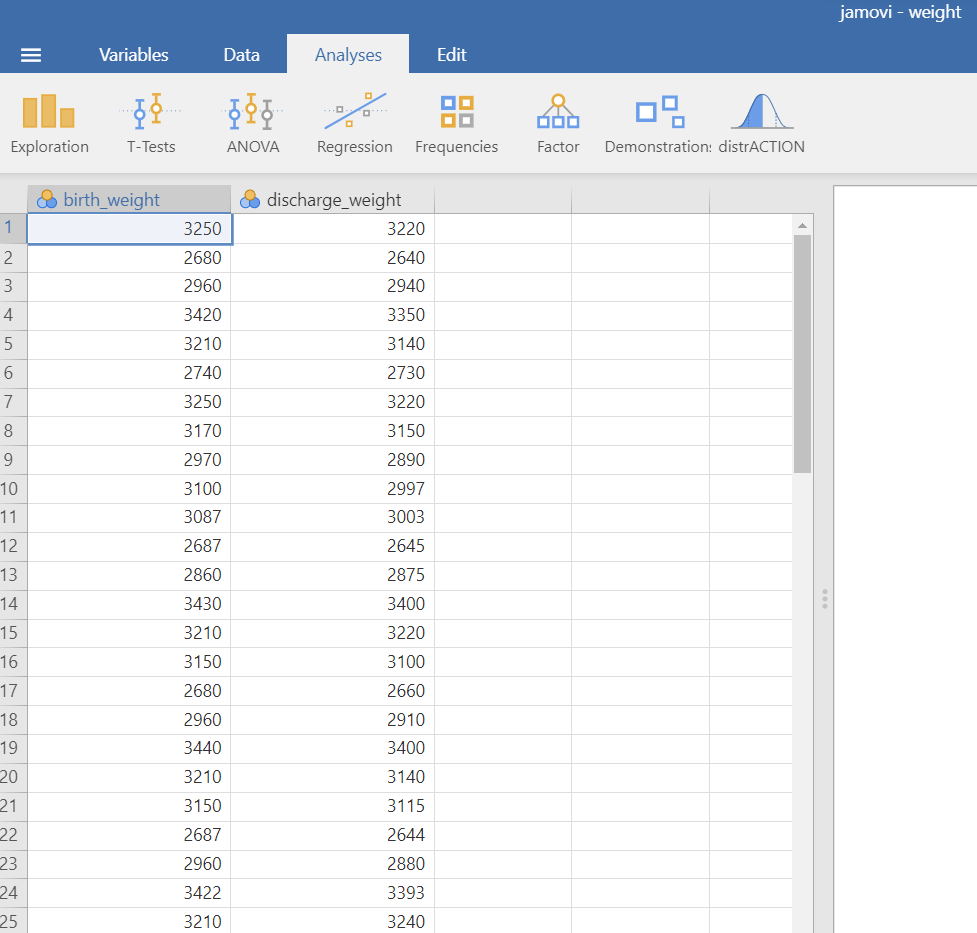 jamovi - weight
Variables Data Analyses Edit
Exploration T-Tests ANOVA Regression Frequencies Factor Demonstrations distrACTION
birth_weight discharge_weight
1 3250 3220
2 2680 2640
3 2960 2940
4 3420 3350
5 3210 3140
6 2740 2730
7 3250 3220
8 3170 3150
9 2970 2890
10 3100 2997
11 3087 3003
12 2687 2645
13 2860 2875
14 3430 3400
15 3210 3220
16 3150 3100
17 2680 2660
18 2960 2910
19 3440 3400
20 3210 3140
21 3150 3115
22 2687 2644
23 2960 2880
24 3422 3393
25 3210 3240